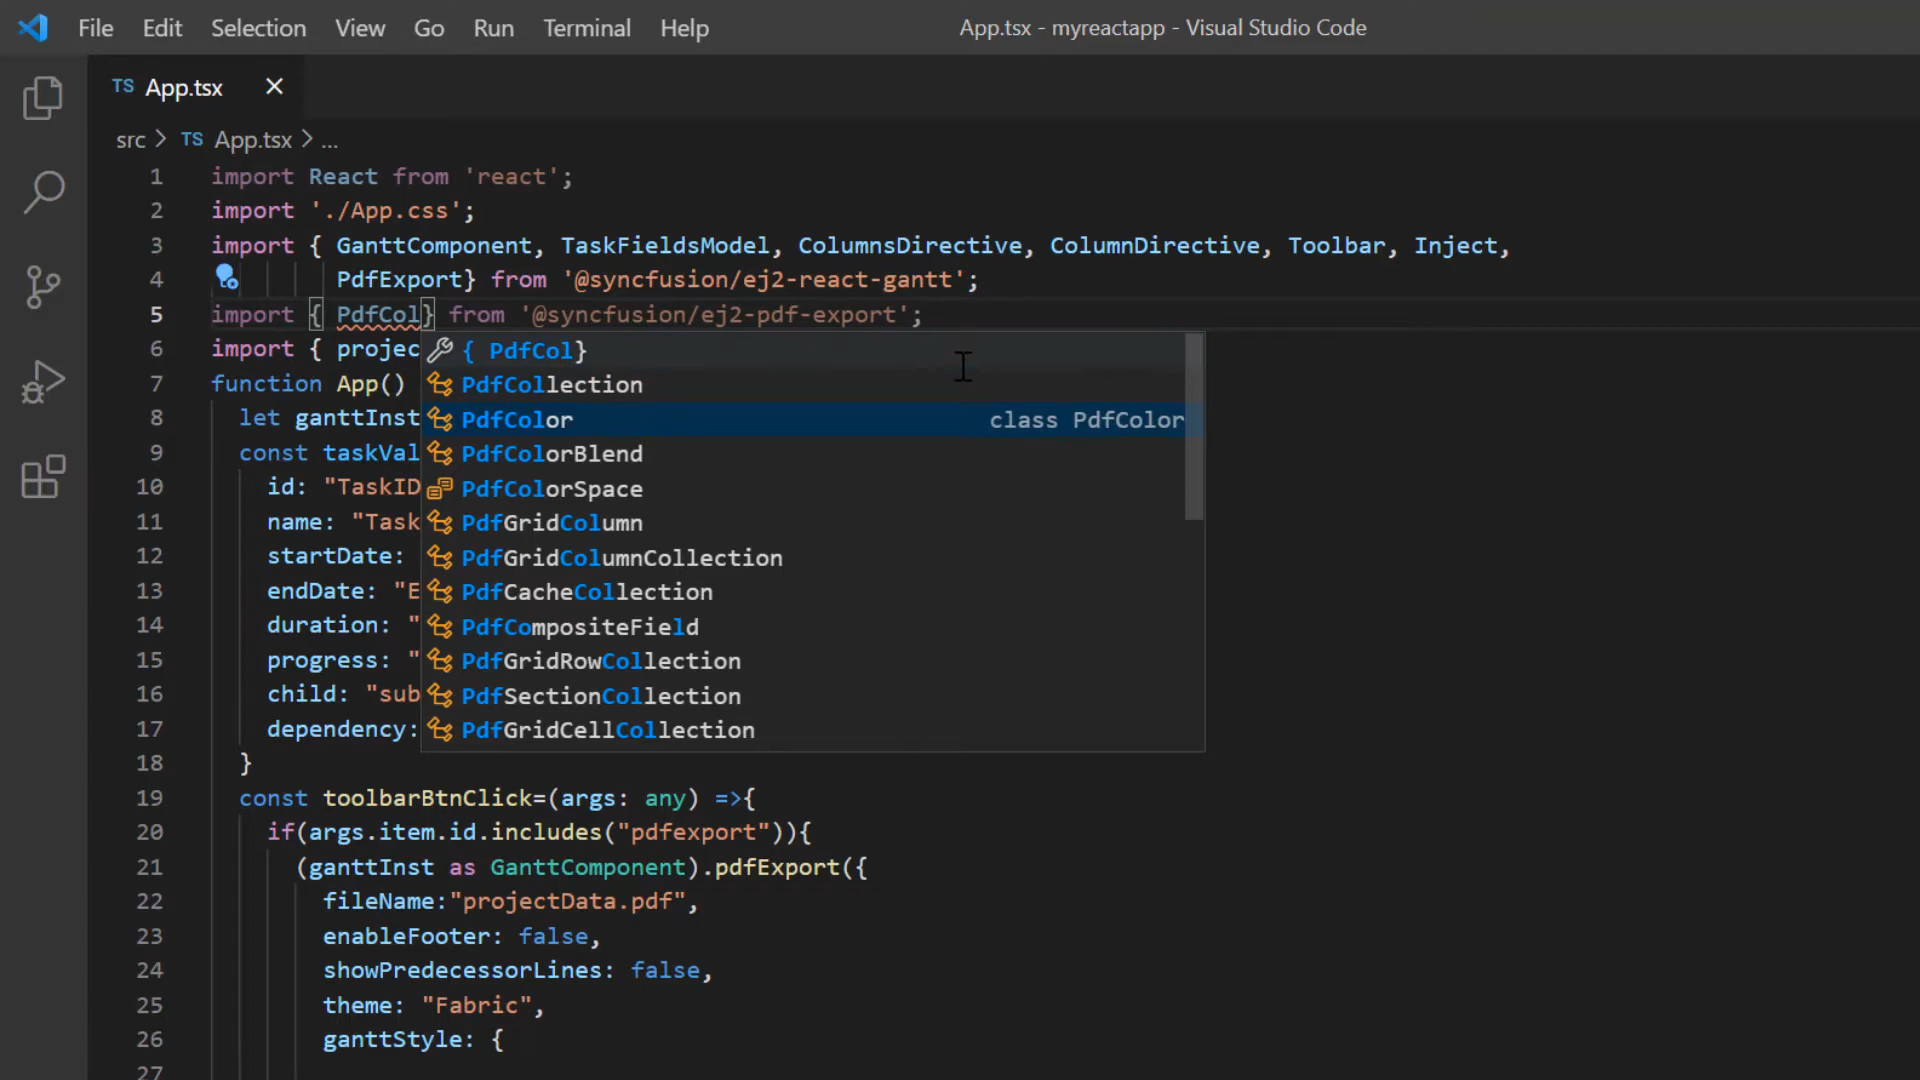 File Edit Selection View Go Run Terminal Help App.tsx - myreactapp - Visual Studio Code
TS App.tsx ×
src > TS App.tsx > ...
1 import React from 'react';
2 import './App.css';
3 import { GanttComponent, TaskFieldsModel, ColumnsDirective, ColumnDirective, Toolbar, Inject,
4 PdfExport} from '@syncfusion/ej2-react-gantt';
5 import { PdfCol} from '@syncfusion/ej2-pdf-export';
6 import { projec
{ PdfCol}
PdfCollection
PdfColor class PdfColor
PdfColorBlend
PdfColorSpace
PdfGridColumn
PdfGridColumnCollection
PdfCacheCollection
PdfCompositeField
PdfGridRowCollection
PdfSectionCollection
PdfGridCellCollection
7 function App()
8 let ganttInst
9 const taskVal
10 id: "TaskID
11 name: "Task
12 startDate:
13 endDate: "E
14 duration: "
15 progress: "
16 child: "sub
17 dependency:
18 }
19 const toolbarBtnClick=(args: any) =>{
20 if(args.item.id.includes("pdfexport")){
21 (ganttInst as GanttComponent).pdfExport({
22 fileName:"projectData.pdf",
23 enableFooter: false,
24 showPredecessorLines: false,
25 theme: "Fabric",
26 ganttStyle: {
27